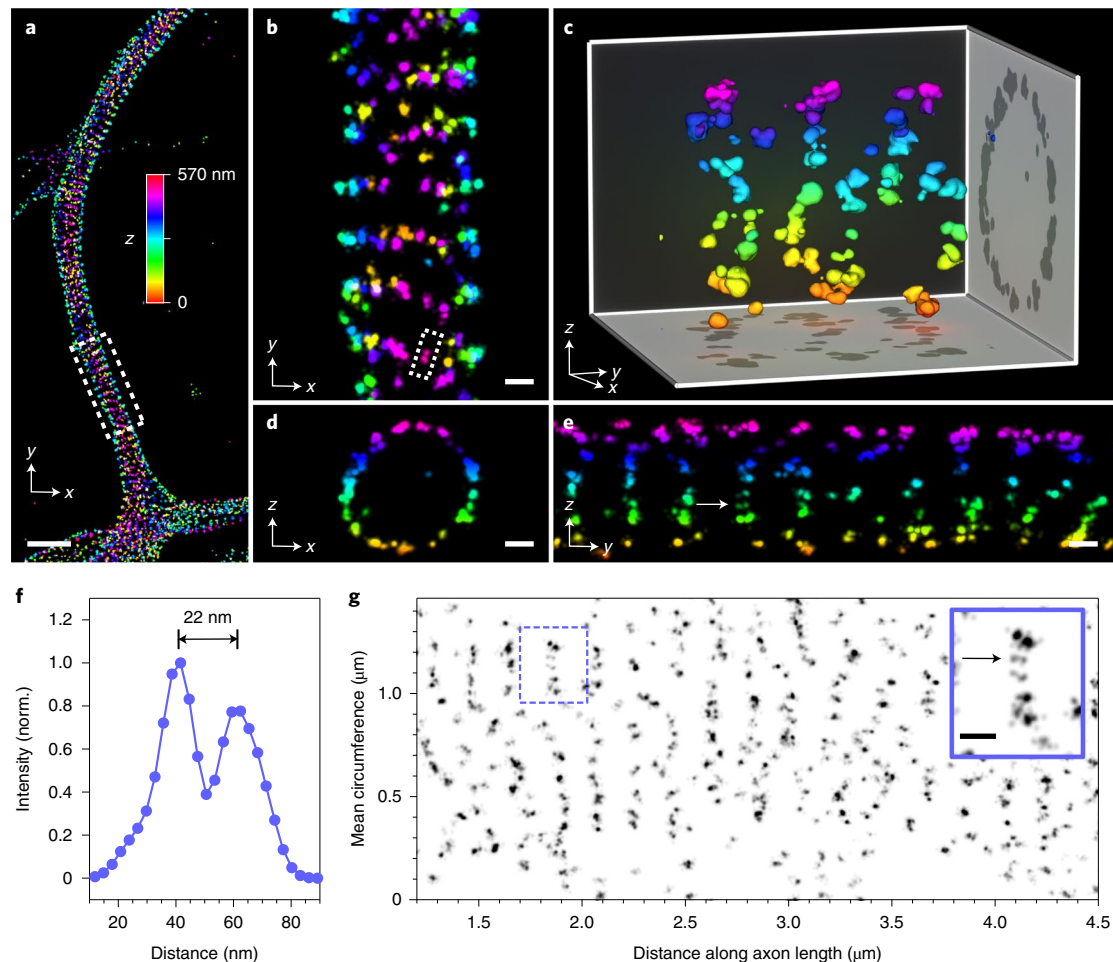 a
570 nm
z
0
y
x
b
y
x
c
z
y
x
d
z
x
e
z
y
f
22 nm
1.2
1.0
0.8
0.6
0.4
0.2
0
Intensity (norm.)
20 40 60 80
Distance (nm)
g
1.0
0.5
0
Mean circumference (μm)
1.5 2.0 2.5 3.0 3.5 4.0 4.5
Distance along axon length (μm)